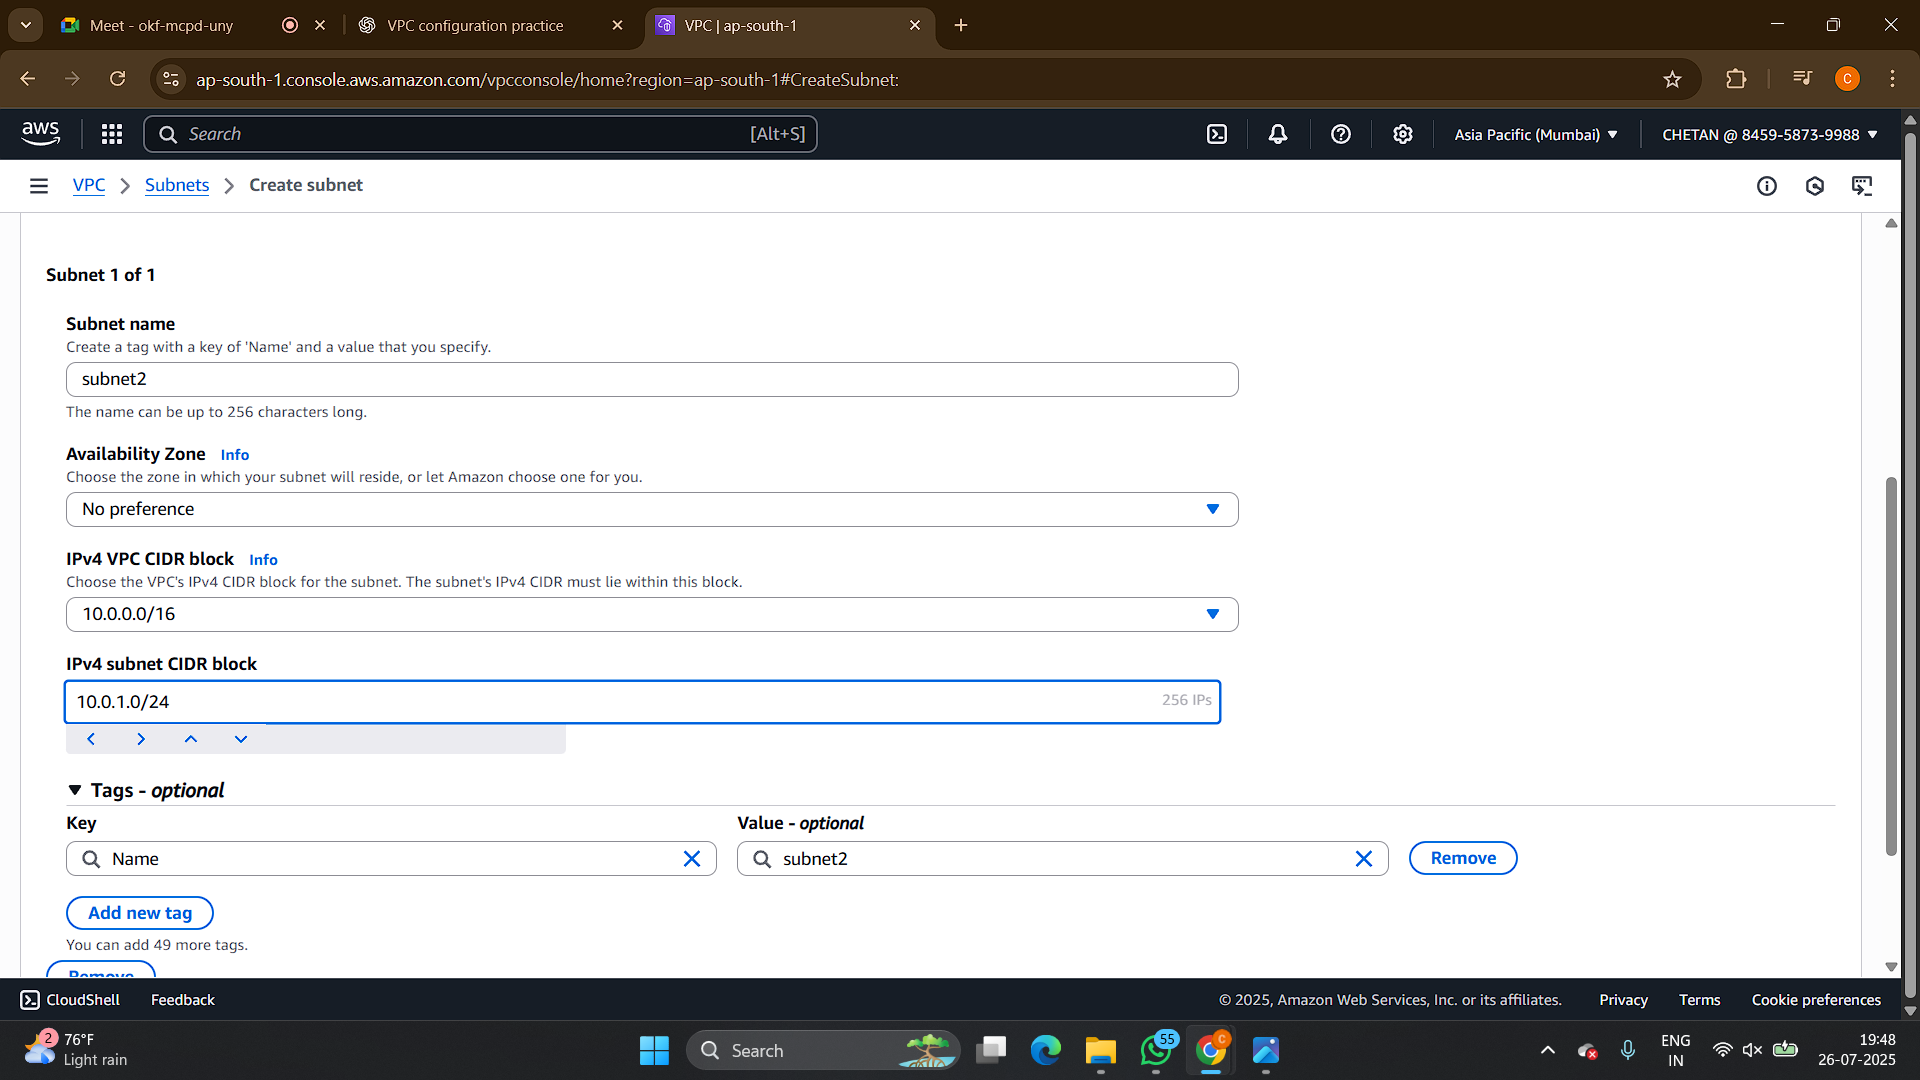 Meet - okf-mcpd-uny
VPC configuration practice
VPC | ap-south-1
ap-south-1.console.aws.amazon.com/vpcconsole/home?region=ap-south-1#CreateSubnet:
C
aws
Search [Alt+S]
Asia Pacific (Mumbai)
CHETAN @ 8459-5873-9988
VPC
Subnets
Create subnet
Subnet 1 of 1
Subnet name
Create a tag with a key of 'Name' and a value that you specify.
subnet2
The name can be up to 256 characters long.
Availability Zone Info
Choose the zone in which your subnet will reside, or let Amazon choose one for you.
No preference
IPv4 VPC CIDR block Info
Choose the VPC's IPv4 CIDR block for the subnet. The subnet's IPv4 CIDR must lie within this block.
10.0.0.0/16
IPv4 subnet CIDR block
10.0.1.0/24 256 IPs
Tags - optional
Key Value - optional
Name subnet2 Remove
Add new tag
You can add 49 more tags.
Remove
CloudShell Feedback © 2025, Amazon Web Services, Inc. or its affiliates. Privacy Terms Cookie preferences
2
76°F
Light rain
Search
55
C
ENG
IN
19:48
26-07-2025